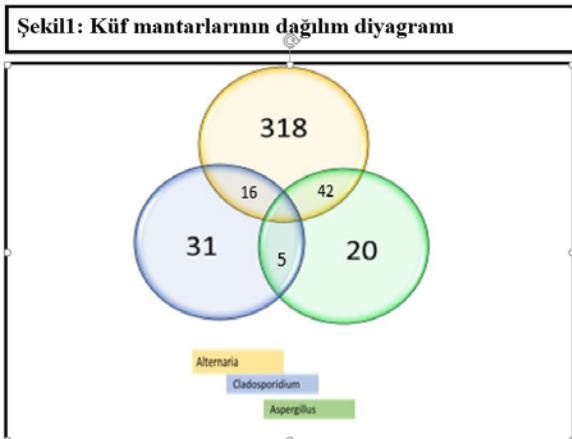 Şekil1: Küf mantarlarının dağılım diyagramı
318
16
42
31
5
20
Alternaria
Cladosporidium
Aspergillus